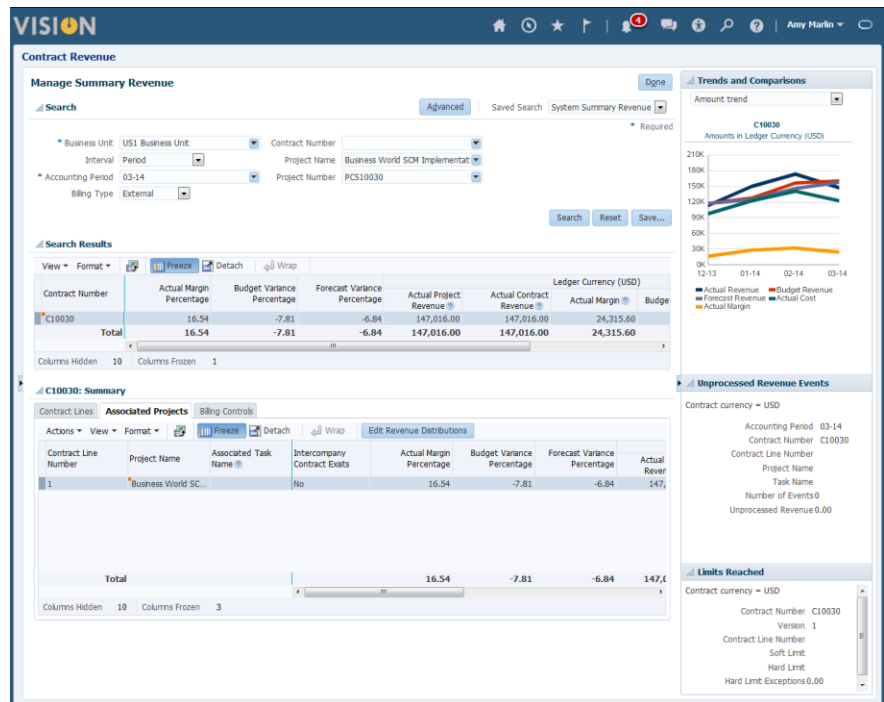 VISION
4
Amy Marlin
Contract Revenue
Manage Summary Revenue
Done
Search
Advanced
Saved Search System Summary Revenue
* Required
* Business Unit US1 Business Unit
Contract Number
Interval Period
Project Name Business World SCM Implementat
* Accounting Period 03-14
Project Number PCS10030
Billing Type External
Search Reset Save...
Search Results
View Format Freeze Detach Wrap
Ledger Currency (USD)
Contract Number Actual Margin Percentage Budget Variance Percentage Forecast Variance Percentage Actual Project Revenue Actual Contract Revenue Actual Margin Budge
C10030 16.54 -7.81 -6.84 147,016.00 147,016.00 24,315.60
Total 16.54 -7.81 -6.84 147,016.00 147,016.00 24,315.60
Columns Hidden 10 Columns Frozen 1
C10030: Summary
Contract Lines Associated Projects Billing Controls
Actions View Format Freeze Detach Wrap Edit Revenue Distributions
Contract Line Number Project Name Associated Task Name Intercompany Contract Exists Actual Margin Percentage Budget Variance Percentage Forecast Variance Percentage Actual Rever
1 Business World SC... No 16.54 -7.81 -6.84 147,
Total 16.54 -7.81 -6.84 147,0
Columns Hidden 10 Columns Frozen 3
Trends and Comparisons
Amount trend
C10030
Amounts in Ledger Currency (USD)
210K
180K
150K
120K
90K
60K
30K
0K
12-13 01-14 02-14 03-14
Actual Revenue Budget Revenue
Forecast Revenue Actual Cost
Actual Margin
Unprocessed Revenue Events
Contract currency = USD
Accounting Period 03-14
Contract Number C10030
Contract Line Number
Project Name
Task Name
Number of Events 0
Unprocessed Revenue 0.00
Limits Reached
Contract currency = USD
Contract Number C10030
Version 1
Contract Line Number
Soft Limit
Hard Limit
Hard Limit Exceptions 0.00